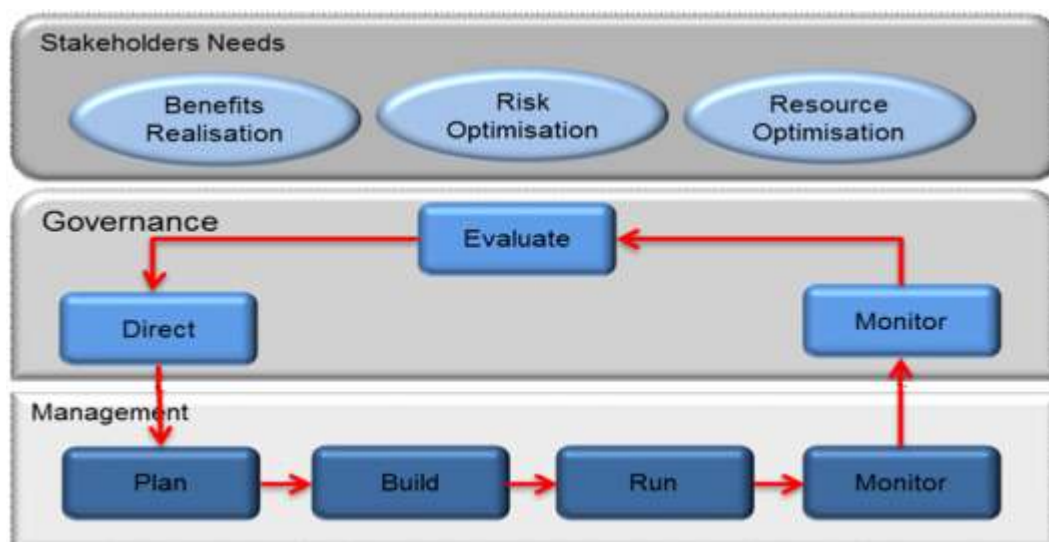 Stakeholders Needs
Benefits
Realisation
Risk
Optimisation
Resource
Optimisation
Governance
Evaluate
Direct
Monitor
Management
Plan
Build
Run
Monitor